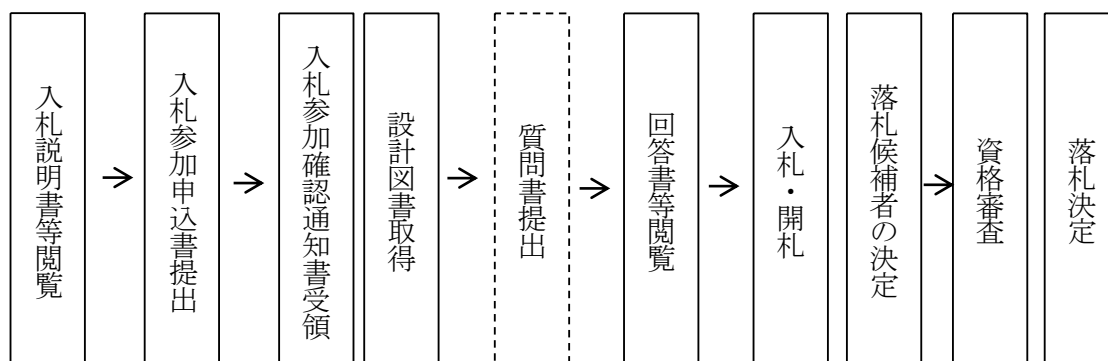 入札説明書等閲覧
入札参加申込書提出
入札参加確認通知書受領
設計図書取得
質問書提出
回答書等閲覧
入札・開札
落札候補者の決定
資格審査
落札決定